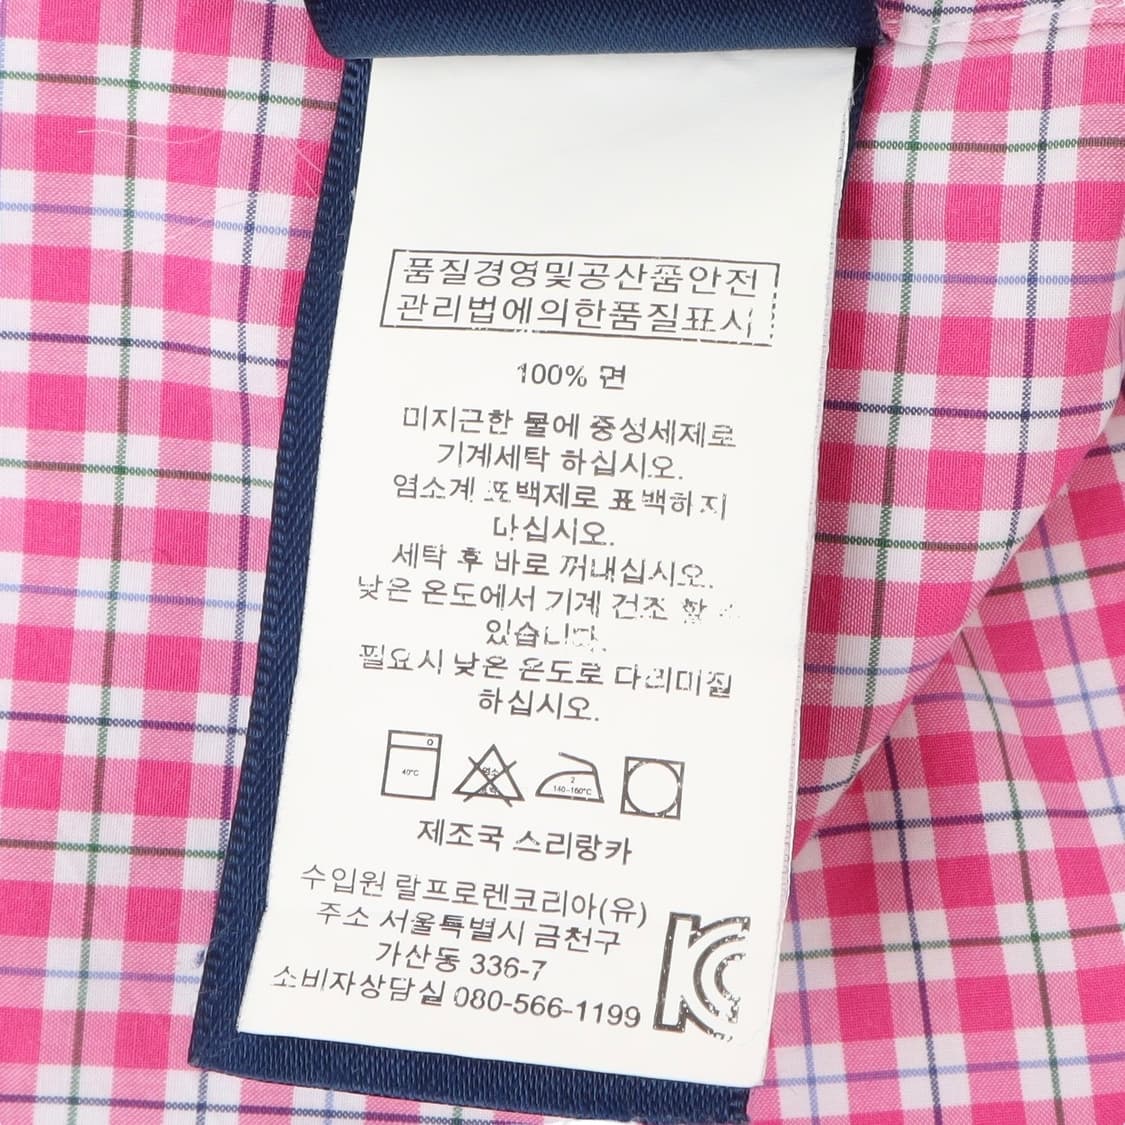 품질경영및공산품안전
관리법에의한품질표시
100% 면
미지근한 물에 중성세제로
기계세탁 하십시오.
염소계 표백제로 표백하지
마십시오.
세탁 후 바로 꺼내십시오.
낮은 온도에서 기계 건조 할 수
있습니다.
필요시 낮은 온도로 다리미질
하십시오.
40°C 염소 표백 2 140-160°C
제조국 스리랑카
수입원 랄프로렌코리아(유)
주소 서울특별시 금천구
가산동 336-7
소비자상담실 080-566-1199